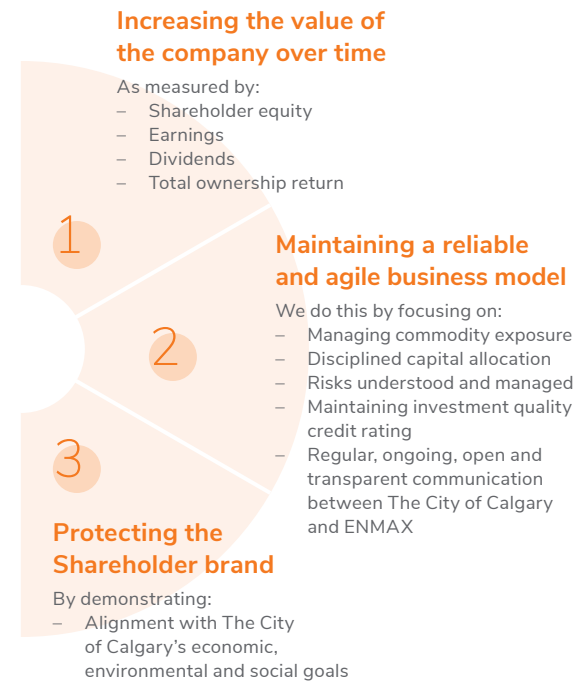 Increasing the value of
the company over time
As measured by:
– Shareholder equity
– Earnings
– Dividends
– Total ownership return
1
Maintaining a reliable
and agile business model
We do this by focusing on:
– Managing commodity exposure
– Disciplined capital allocation
– Risks understood and managed
– Maintaining investment quality
credit rating
– Regular, ongoing, open and
transparent communication
between The City of Calgary
and ENMAX
2
3
Protecting the
Shareholder brand
By demonstrating:
– Alignment with The City
of Calgary’s economic,
environmental and social goals